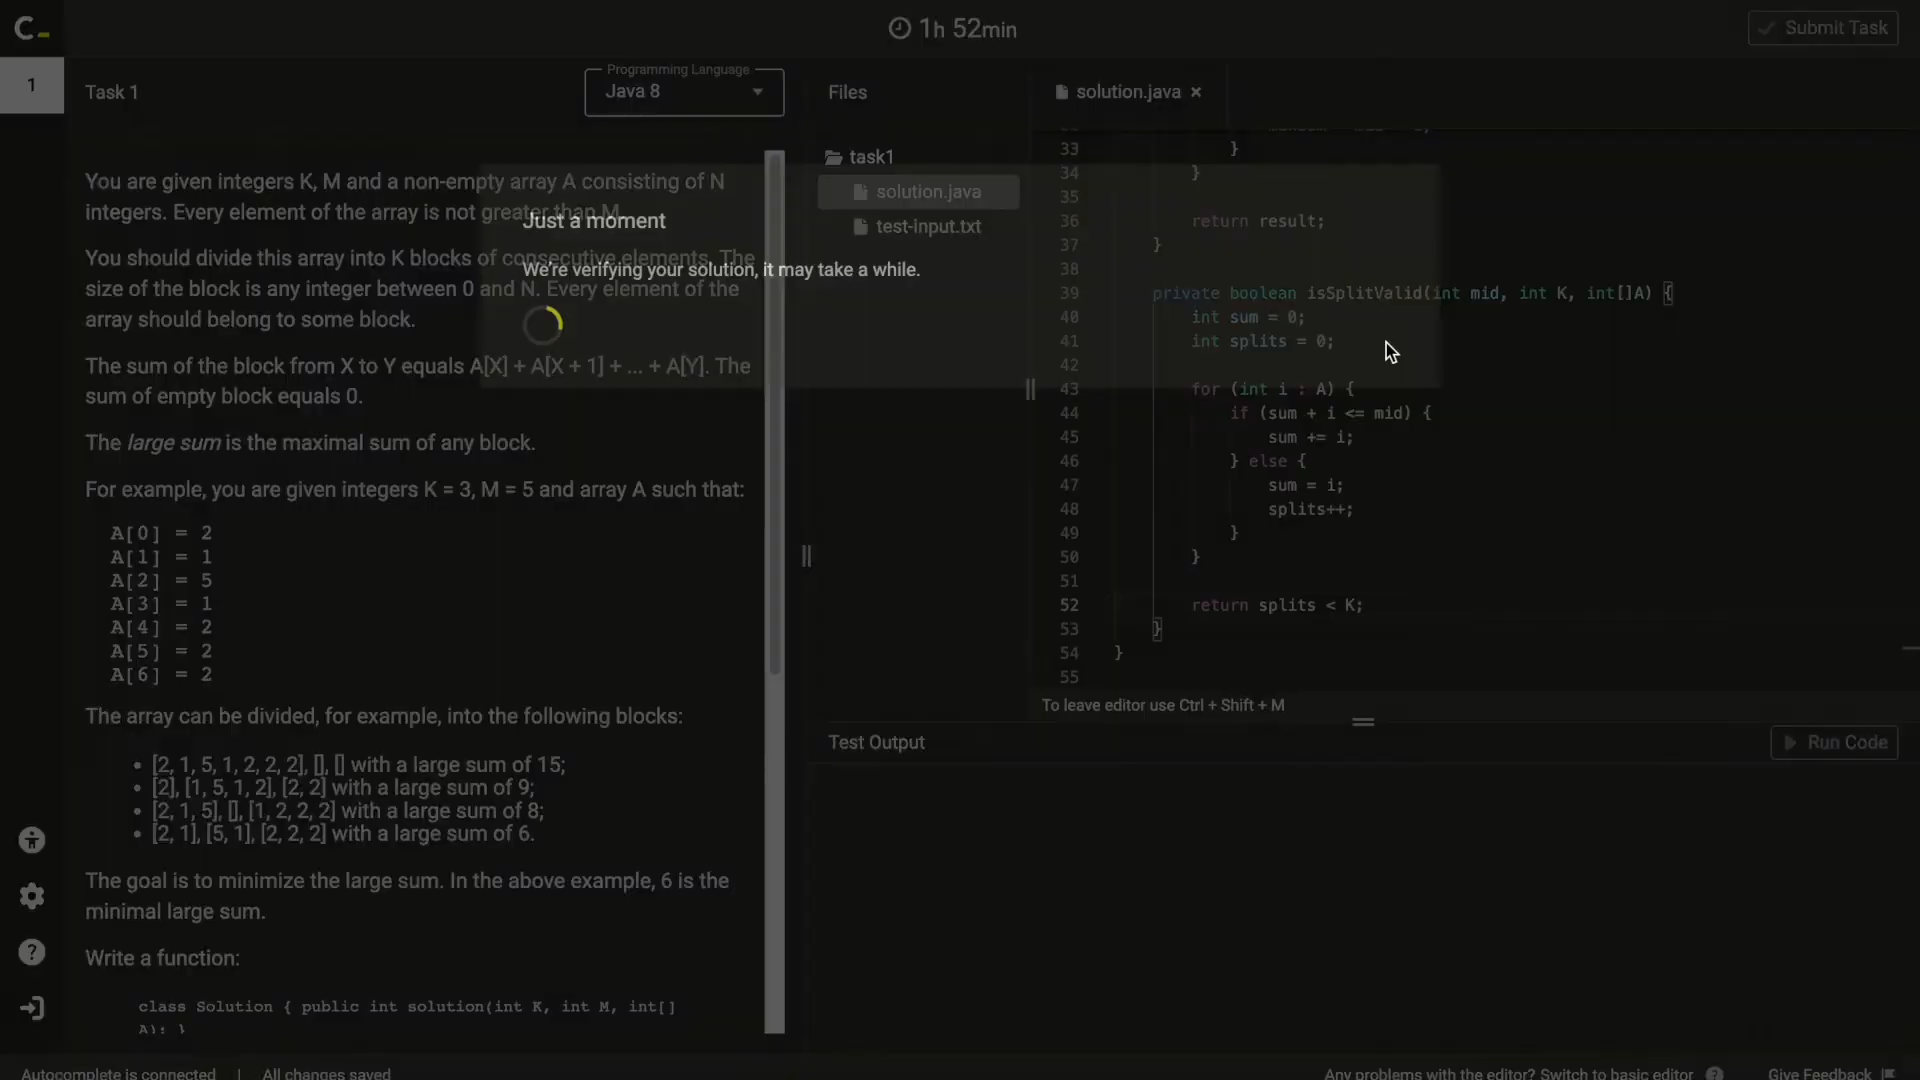 C_
1h 52min
Submit Task
1
Task 1
Programming Language
Java 8
Files
solution.java
You are given integers K, M and a non-empty array A consisting of N
integers. Every element of the array is not greater than M.
You should divide this array into K blocks of consecutive elements. The
size of the block is any integer between 0 and N. Every element of the
array should belong to some block.
The sum of the block from X to Y equals A[X] + A[X + 1] + ... + A[Y]. The
sum of empty block equals 0.
The large sum is the maximal sum of any block.
For example, you are given integers K = 3, M = 5 and array A such that:
A[0] = 2
A[1] = 1
A[2] = 5
A[3] = 1
A[4] = 2
A[5] = 2
A[6] = 2
The array can be divided, for example, into the following blocks:
• [2, 1, 5, 1, 2, 2, 2], [], [] with a large sum of 15;
• [2], [1, 5, 1, 2], [2, 2] with a large sum of 9;
• [2, 1, 5], [], [1, 2, 2, 2] with a large sum of 8;
• [2, 1], [5, 1], [2, 2, 2] with a large sum of 6.
The goal is to minimize the large sum. In the above example, 6 is the
minimal large sum.
Write a function:
class Solution { public int solution(int K, int M, int[]
A); }
Just a moment
We're verifying your solution, it may take a while.
task1
solution.java
test-input.txt
33 }
34 }
35
36 return result;
37 }
38
39 private boolean isSplitValid(int mid, int K, int[]A) {
40 int sum = 0;
41 int splits = 0;
42
43 for (int i : A) {
44 if (sum + i <= mid) {
45 sum += i;
46 } else {
47 sum = i;
48 splits++;
49 }
50 }
51
52 return splits < K;
53 }
54 }
55
To leave editor use Ctrl + Shift + M
Test Output
Run Code
Autocomplete is connected | All changes saved
Any problems with the editor? Switch to basic editor ?
Give Feedback